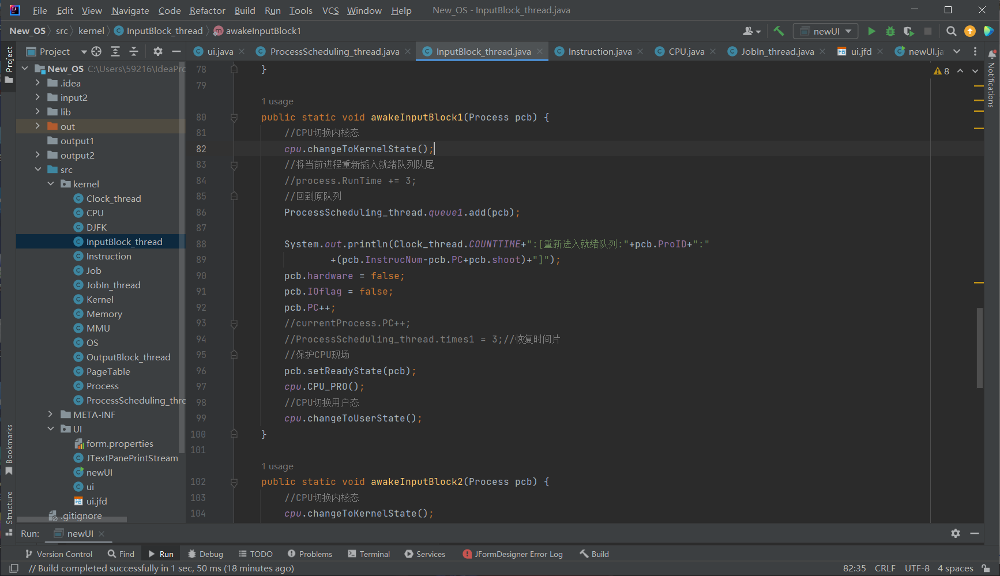 File Edit View Navigate Code Refactor Build Run Tools VCS Window Help New_OS - InputBlock_thread.java
New_OS src kernel InputBlock_thread awakeInputBlock1 newUI
Project ui.java ProcessScheduling_thread.java InputBlock_thread.java Instruction.java CPU.java JobIn_thread.java ui.jfd newUI.ja
Project
Notifications
Bookmarks
Structure
New_OS C:\Users\59216\IdeaPro
.idea
input2
lib
out
output1
output2
src
kernel
Clock_thread
CPU
DJFK
InputBlock_thread
Instruction
Job
JobIn_thread
Kernel
Memory
MMU
OS
OutputBlock_thread
PageTable
Process
ProcessScheduling_thre
META-INF
UI
form.properties
JTextPanePrintStream
newUI
ui
ui.jfd
.gitignore
8
78 }
79
1 usage
80 public static void awakeInputBlock1(Process pcb) {
81 //CPU切换内核态
82 cpu.changeToKernelState();
83 //将当前进程重新插入就绪队列队尾
84 //process.RunTime += 3;
85 //回到原队列
86 ProcessScheduling_thread.queue1.add(pcb);
87
88 System.out.println(Clock_thread.COUNTTIME+":[重新进入就绪队列:"+pcb.ProID+":"
89 +(pcb.InstrucNum-pcb.PC+pcb.shoot)+"]");
90 pcb.hardware = false;
91 pcb.IOflag = false;
92 pcb.PC++;
93 //currentProcess.PC++;
94 //ProcessScheduling_thread.times1 = 3;//恢复时间片
95 //保护CPU现场
96 pcb.setReadyState(pcb);
97 cpu.CPU_PRO();
98 //CPU切换用户态
99 cpu.changeToUserState();
100 }
101
1 usage
102 public static void awakeInputBlock2(Process pcb) {
103 //CPU切换内核态
104 cpu.changeToKernelState();
Run: newUI
Version Control Find Run Debug TODO Problems Terminal Services JFormDesigner Error Log Build
// Build completed successfully in 1 sec, 50 ms (18 minutes ago) 82:35 CRLF UTF-8 4 spaces